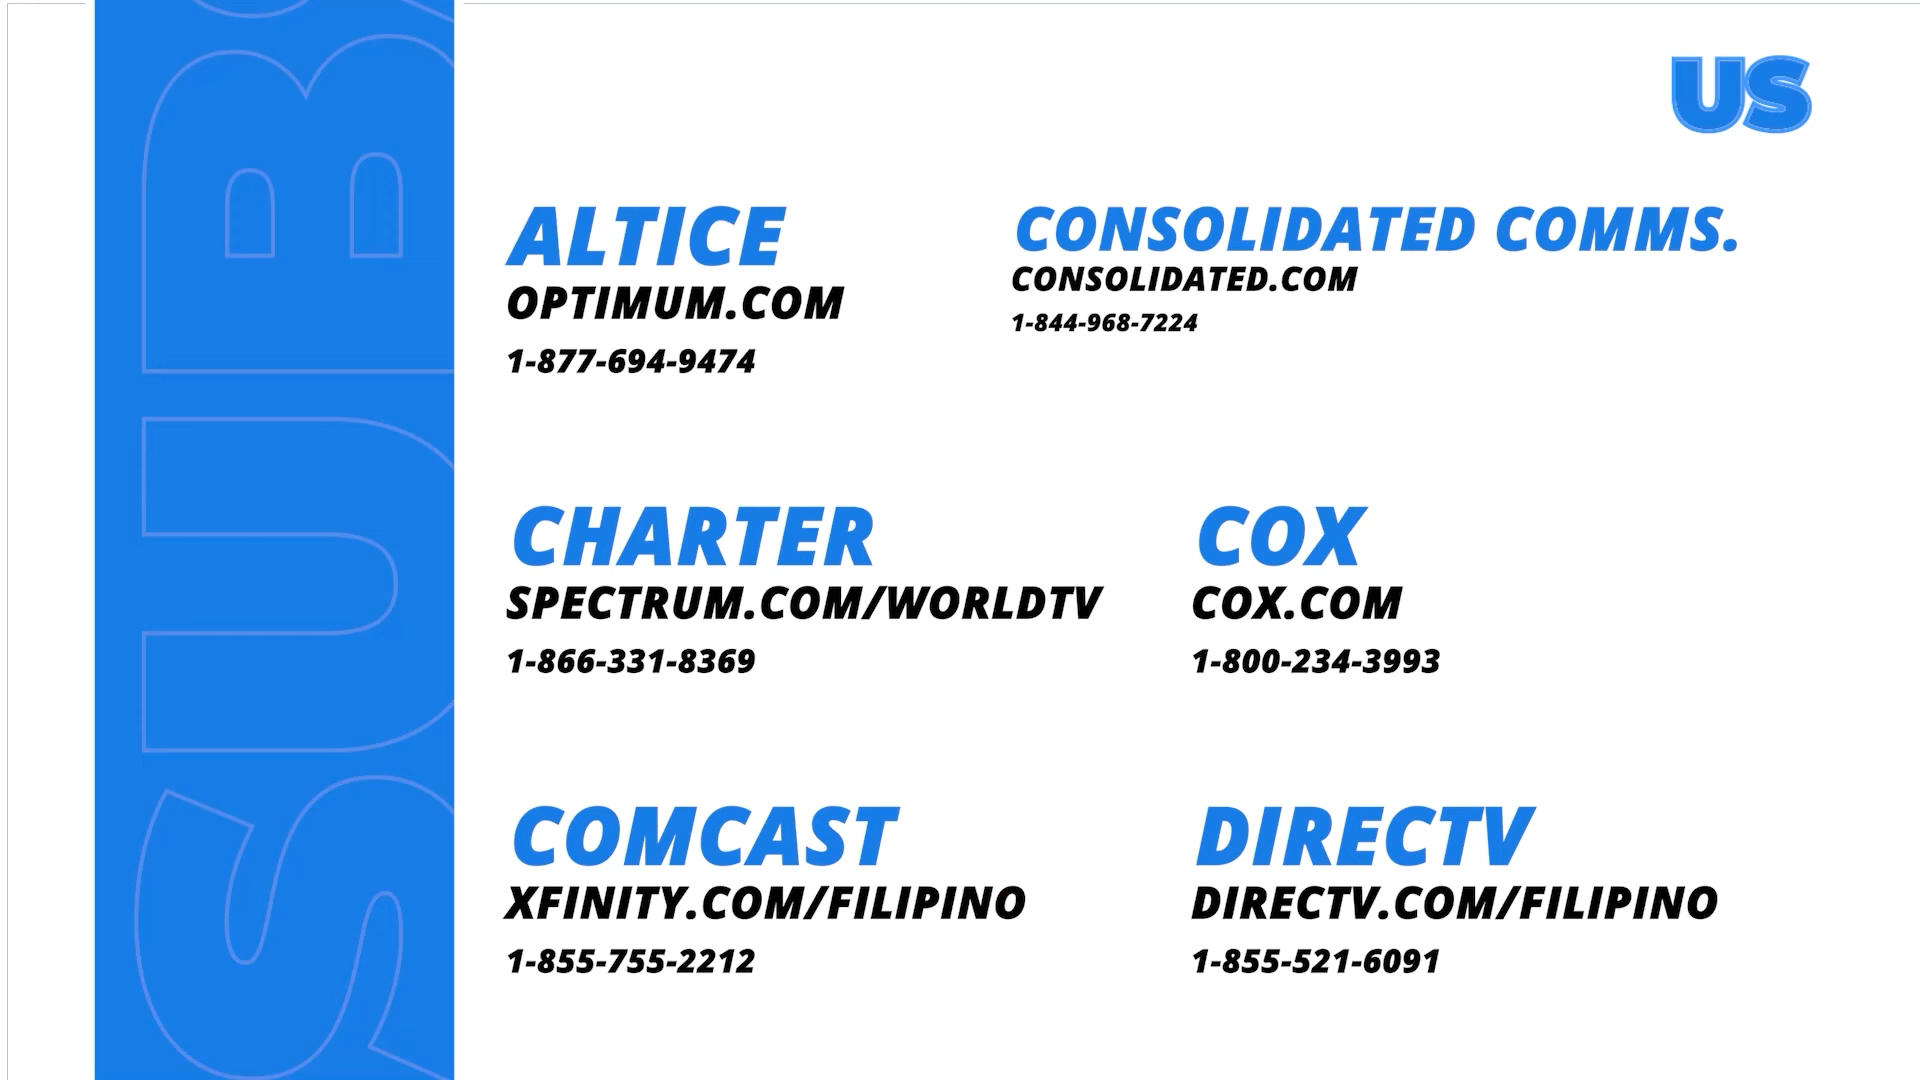 US
ALTICE
OPTIMUM.COM
1-877-694-9474
CONSOLIDATED COMMS.
CONSOLIDATED.COM
1-844-968-7224
CHARTER
SPECTRUM.COM/WORLDTV
1-866-331-8369
COX
COX.COM
1-800-234-3993
COMCAST
XFINITY.COM/FILIPINO
1-855-755-2212
DIRECTV
DIRECTV.COM/FILIPINO
1-855-521-6091
SUB